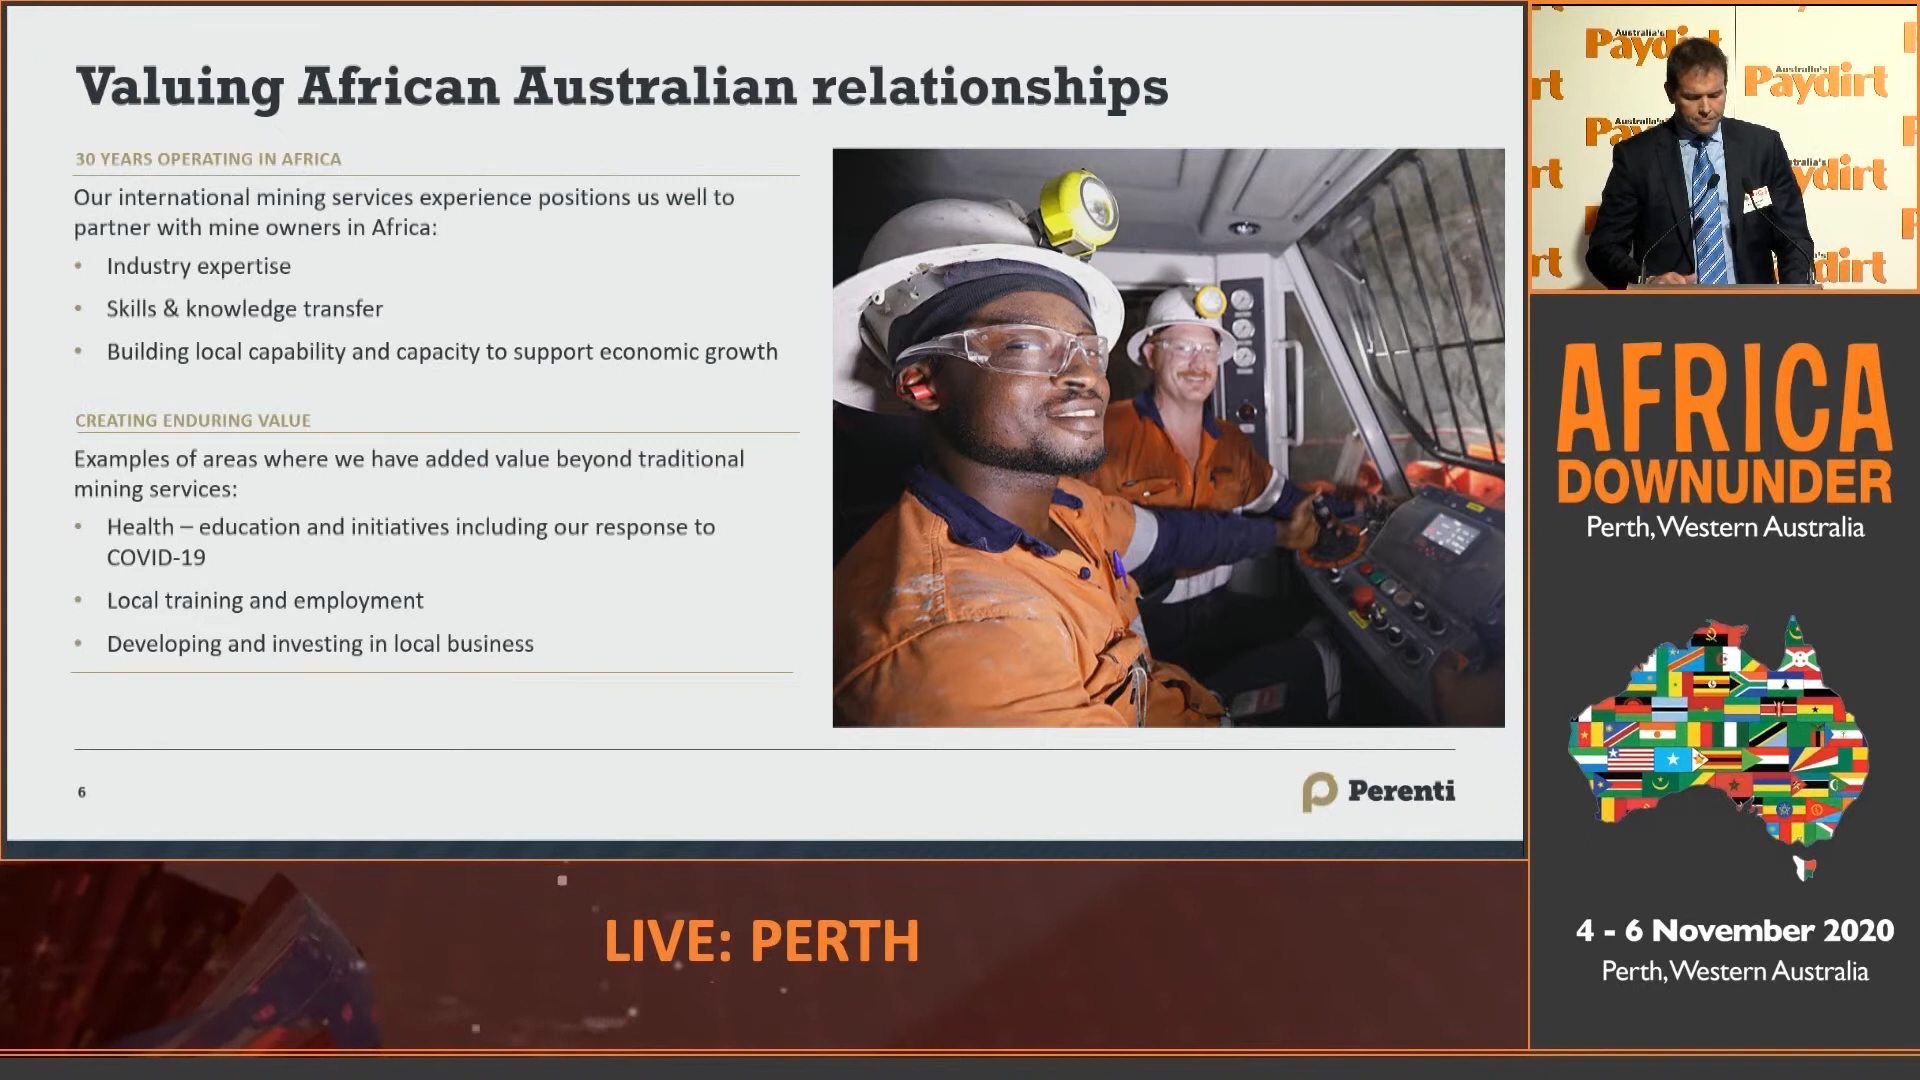 Valuing African Australian relationships
30 YEARS OPERATING IN AFRICA
Our international mining services experience positions us well to
partner with mine owners in Africa:
• Industry expertise
• Skills & knowledge transfer
• Building local capability and capacity to support economic growth
CREATING ENDURING VALUE
Examples of areas where we have added value beyond traditional
mining services:
• Health – education and initiatives including our response to
COVID-19
• Local training and employment
• Developing and investing in local business
6
Perenti
Australia's
Paydirt
Australia's
Paydirt
AFRICA
DOWNUNDER
Perth, Western Australia
4 - 6 November 2020
Perth, Western Australia
LIVE: PERTH